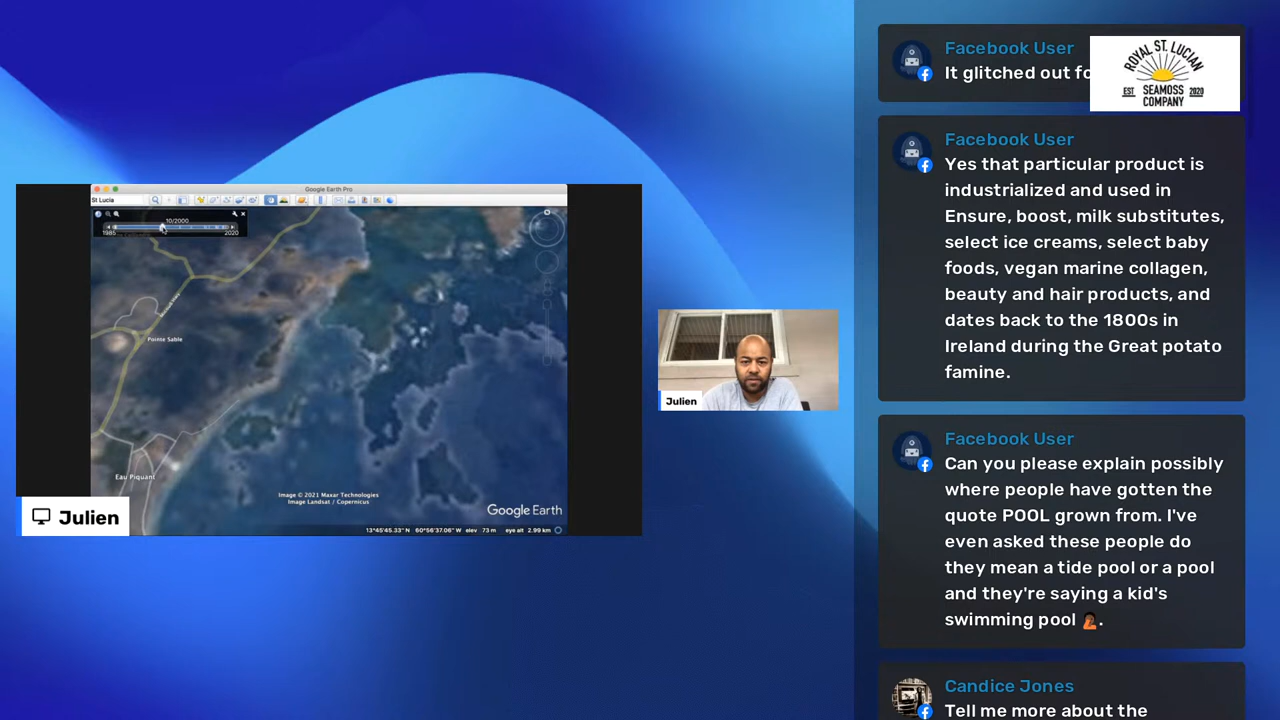 Google Earth Pro
St Lucia
10/2000
2020
Pointe Sable
Eau Piquant
Image © 2021 Maxar Technologies
Image Landsat / Copernicus
Google Earth
13°45'45.33" N 60°56'37.06" W elev 73 m eye alt 2.99 km
Julien
Julien
Facebook User
It glitched out fo
ROYAL ST. LUCIAN
EST. SEAMOSS 2020
COMPANY
Facebook User
Yes that particular product is
industrialized and used in
Ensure, boost, milk substitutes,
select ice creams, select baby
foods, vegan marine collagen,
beauty and hair products, and
dates back to the 1800s in
Ireland during the Great potato
famine.
Facebook User
Can you please explain possibly
where people have gotten the
quote POOL grown from. I've
even asked these people do
they mean a tide pool or a pool
and they're saying a kid's
swimming pool 🤦🏾.
Candice Jones
Tell me more about the